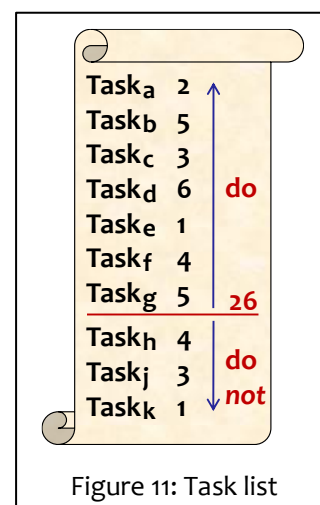 Taska 2
Taskb 5
Taskc 3
Taskd 6 do
Taske 1
Taskf 4
Taskg 5 26
Taskh 4
Taskj 3 do
Taskk 1 not
Figure 11: Task list